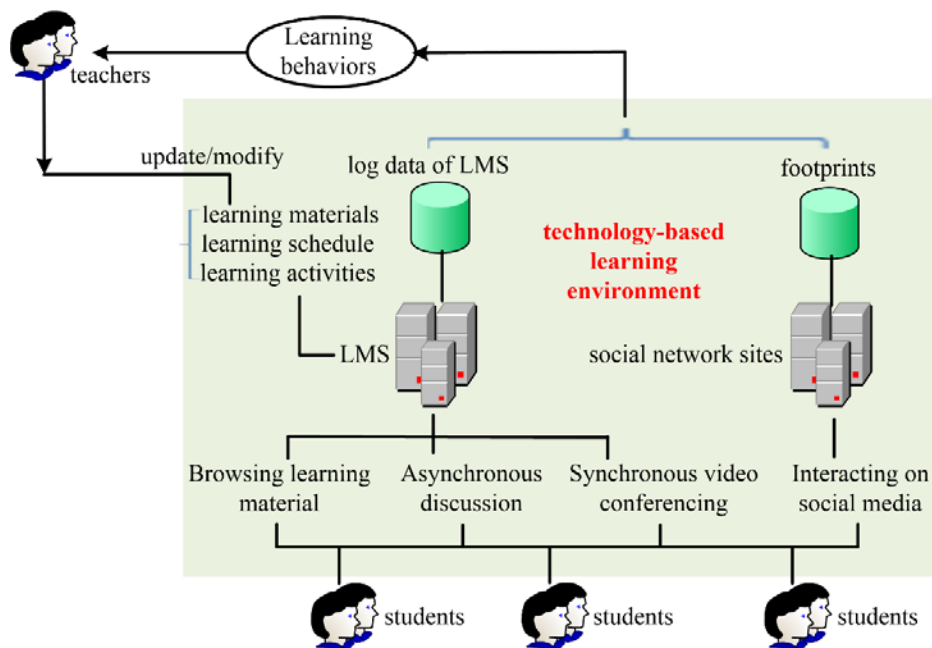 Learning
behaviors
teachers
update/modify
log data of LMS
footprints
learning materials
learning schedule
learning activities
technology-based
learning
environment
LMS
social network sites
Browsing learning
material
Asynchronous
discussion
Synchronous video
conferencing
Interacting on
social media
students
students
students